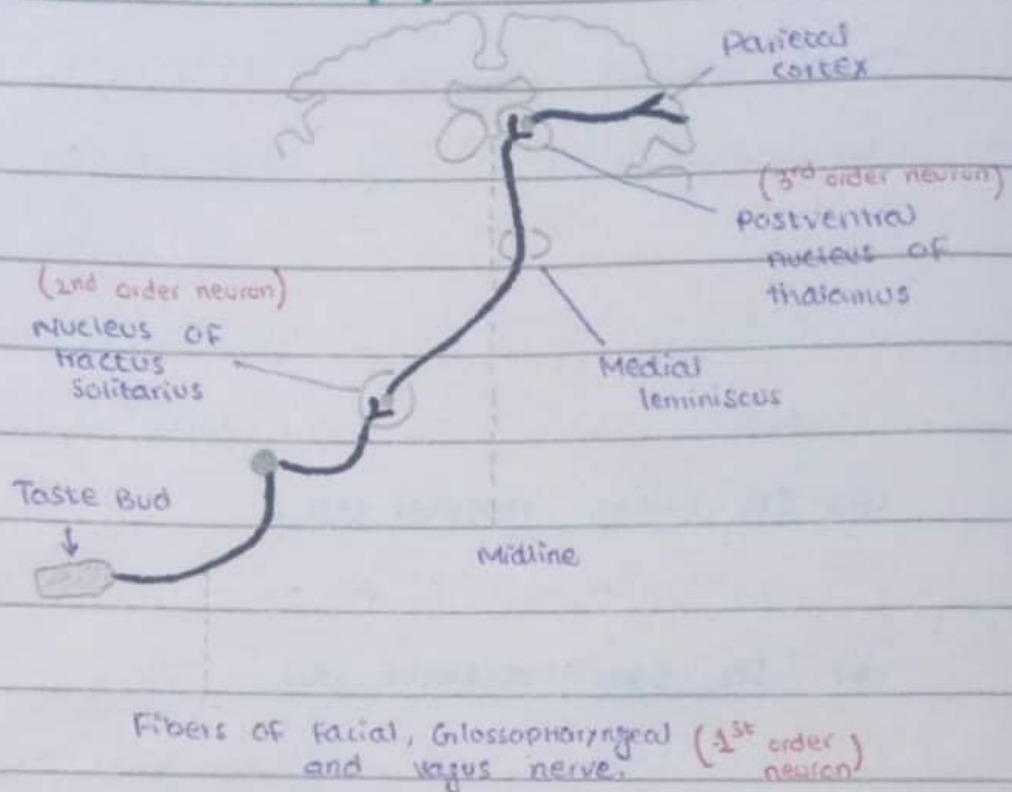 Parietal
cortex
(3rd order neuron)
Postventral
nucleus of
thalamus
(2nd order neuron)
Nucleus of
tractus
Solitarius
Medial
leminiscus
Taste Bud
Midline
Fibers of Facial, Glossopharyngeal (1st order
and vagus nerve. neuron)